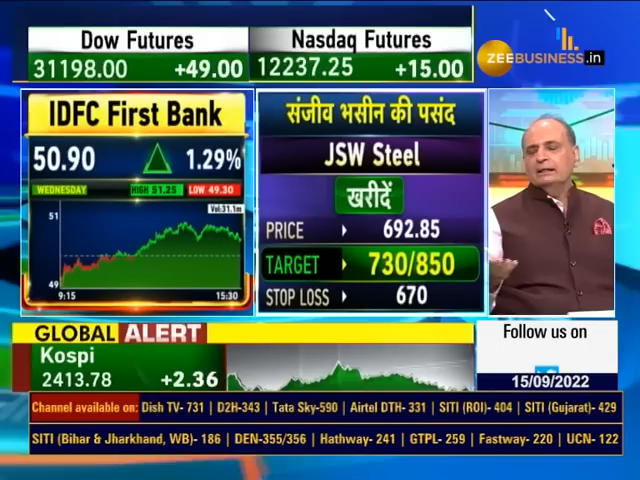 Dow Futures
31198.00 +49.00
Nasdaq Futures
12237.25 +15.00
ZEEBUSINESS.in
IDFC First Bank
50.90 1.29%
WEDNESDAY HIGH 51.25 LOW 49.30
Vol:31.1m
51
49
9:15 15:30
संजीव भसीन की पसंद
JSW Steel
खरीदें
PRICE 692.85
TARGET 730/850
STOP LOSS 670
GLOBAL ALERT
Kospi
2413.78 +2.36
Follow us on
15/09/2022
Channel available on: Dish TV- 731 | D2H-343 | Tata Sky-590 | Airtel DTH- 331 | SITI (ROI)- 404 | SITI (Gujarat)- 429
SITI (Bihar & Jharkhand, WB)- 186 | DEN-355/356 | Hathway- 241 | GTPL- 259 | Fastway- 220 | UCN- 122